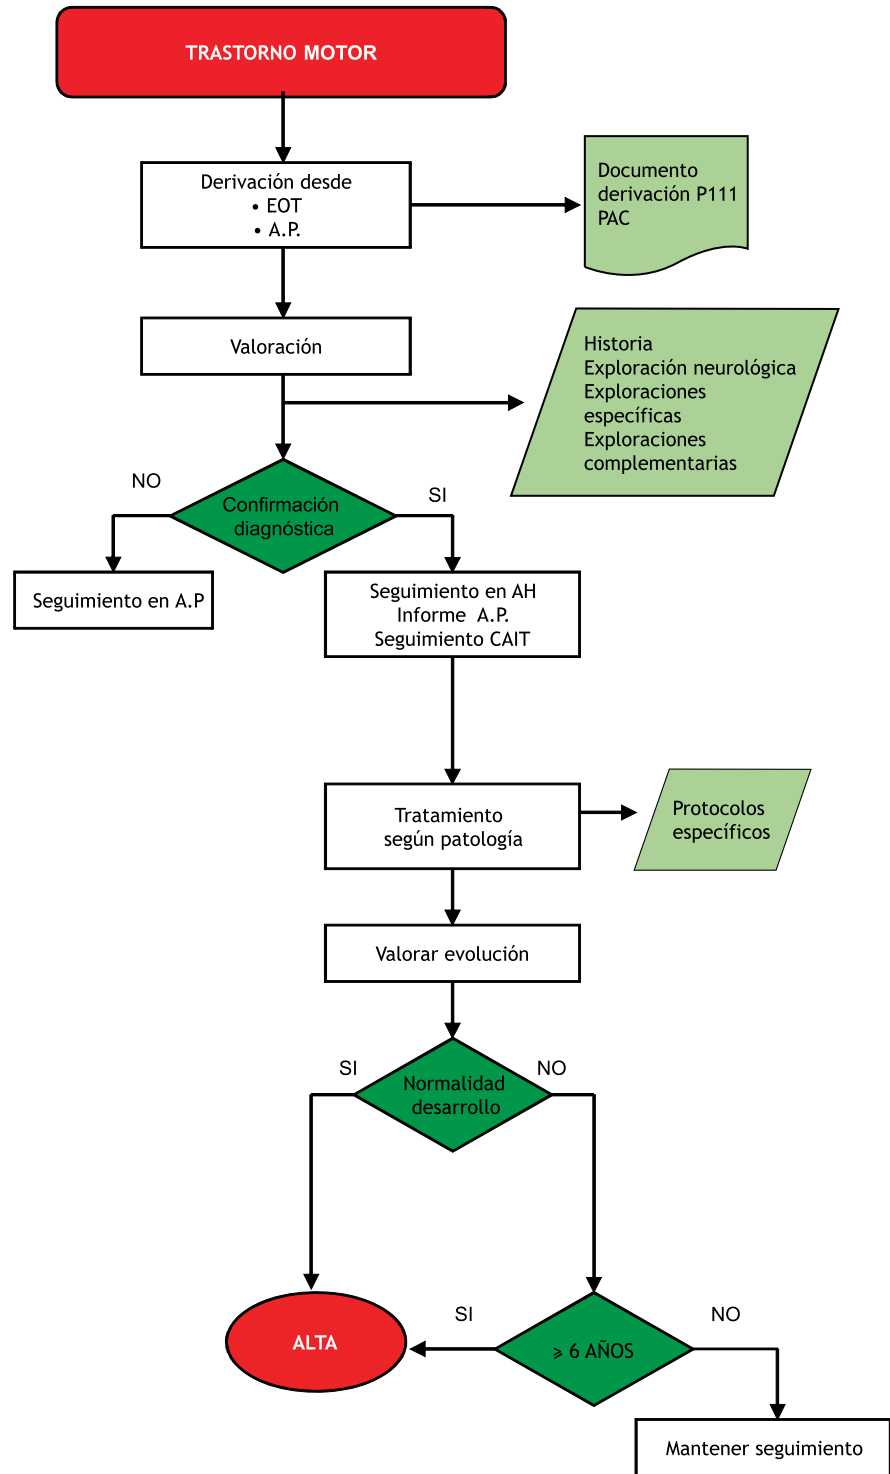 TRASTORNO MOTOR
Derivación desde
• EOT
• A.P.
Documento
derivación P111
PAC
Valoración
Historia
Exploración neurológica
Exploraciones
específicas
Exploraciones
complementarias
NO
SI
Confirmación
diagnóstica
Seguimiento en A.P
Seguimiento en AH
Informe A.P.
Seguimiento CAIT
Tratamiento
según patología
Protocolos
específicos
Valorar evolución
SI
NO
Normalidad
desarrollo
SI
NO
ALTA
⩾ 6 AÑOS
Mantener seguimiento